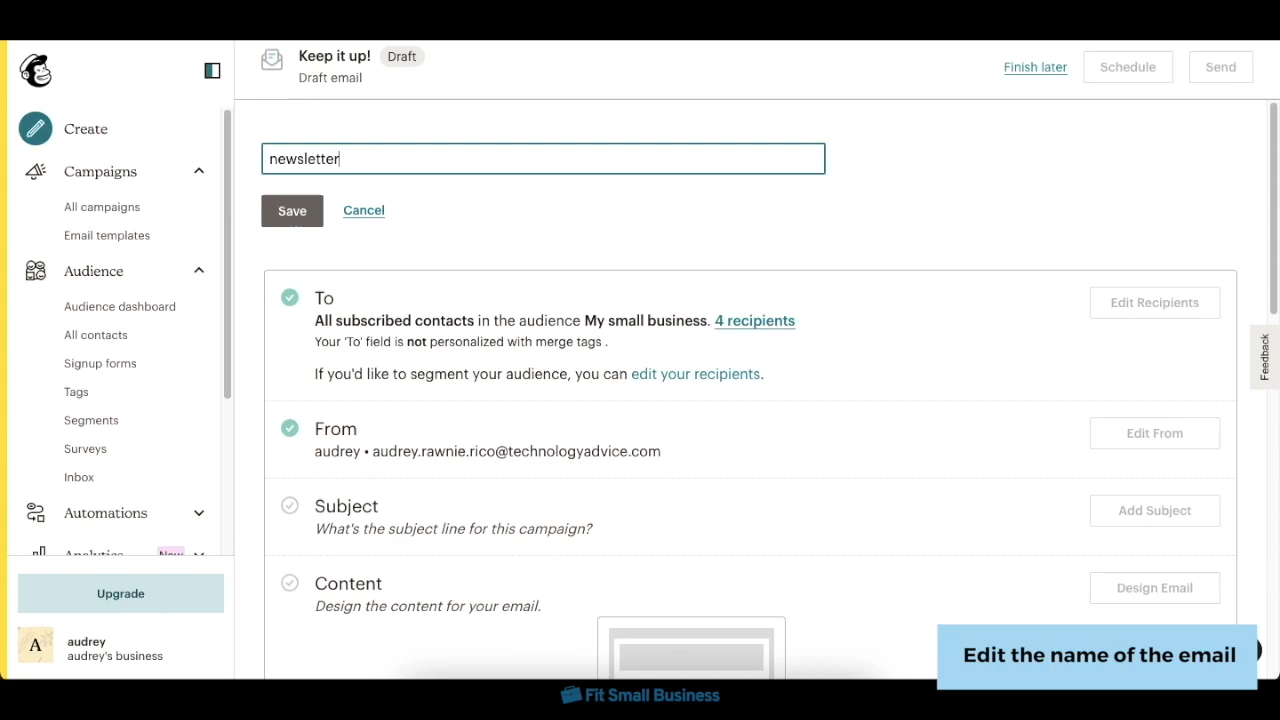 Keep it up!
Draft
Draft email
Finish later
Schedule
Send
Create
Campaigns
All campaigns
Email templates
Audience
Audience dashboard
All contacts
Signup forms
Tags
Segments
Surveys
Inbox
Automations
Analytics
New
Upgrade
A
audrey
audrey's business
newsletter
Save
Cancel
To
All subscribed contacts in the audience My small business. 4 recipients
Your 'To' field is not personalized with merge tags .
If you'd like to segment your audience, you can edit your recipients.
Edit Recipients
From
audrey • audrey.rawnie.rico@technologyadvice.com
Edit From
Subject
What's the subject line for this campaign?
Add Subject
Content
Design the content for your email.
Design Email
Feedback
Edit the name of the email
Fit Small Business